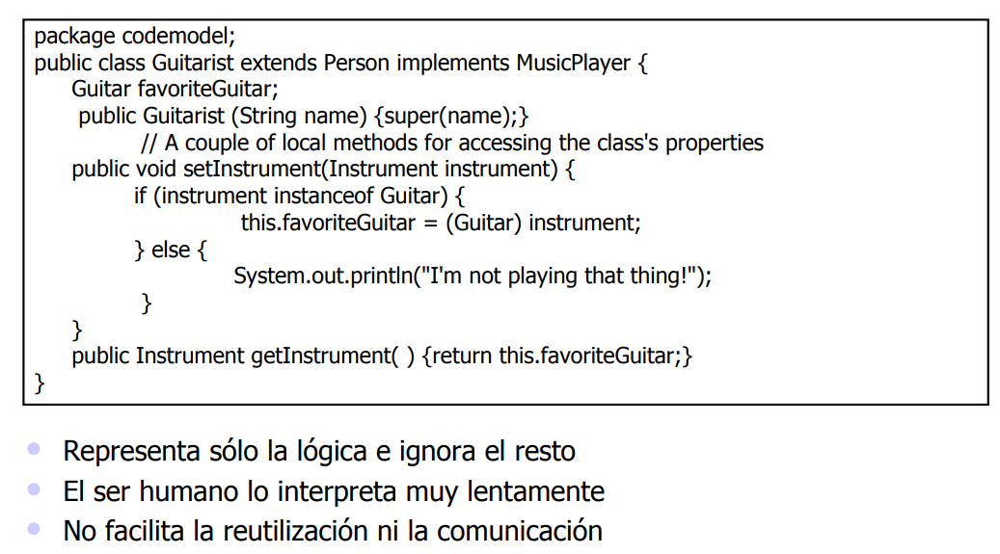 package codemodel;
public class Guitarist extends Person implements MusicPlayer {
Guitar favoriteGuitar;
public Guitarist (String name) {super(name);}
// A couple of local methods for accessing the class's properties
public void setInstrument(Instrument instrument) {
if (instrument instanceof Guitar) {
this.favoriteGuitar = (Guitar) instrument;
} else {
System.out.println("I'm not playing that thing!");
}
}
public Instrument getInstrument( ) {return this.favoriteGuitar;}
}
Representa sólo la lógica e ignora el resto
El ser humano lo interpreta muy lentamente
No facilita la reutilización ni la comunicación